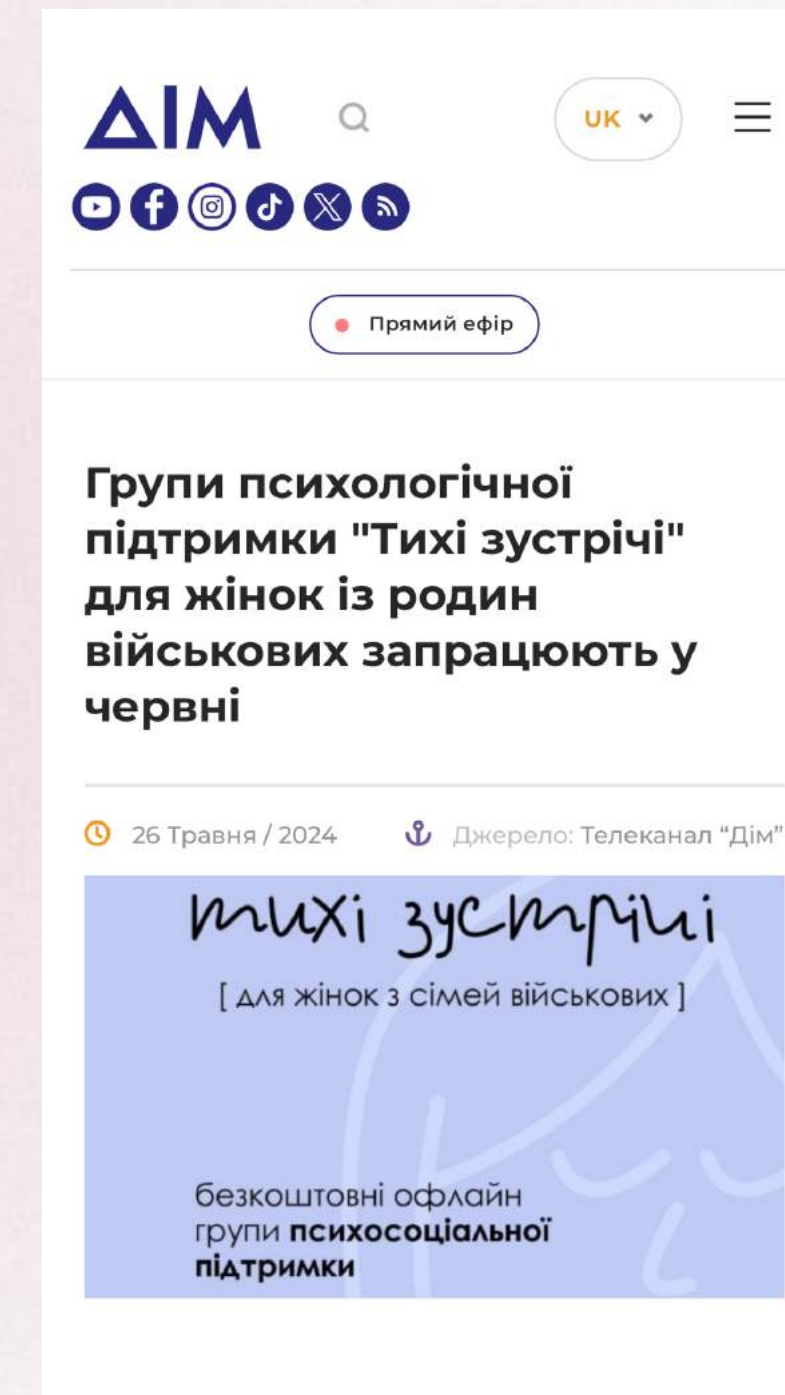 ДІМ
UK
Прямий ефір
Групи психологічної
підтримки "Тихі зустрічі"
для жінок із родин
військових запрацюють у
червні
26 Травня / 2024 Джерело: Телеканал “Дім”
тихі зустрічі
[ для жінок з сімей військових ]
безкоштовні офлайн
групи психосоціальної
підтримки